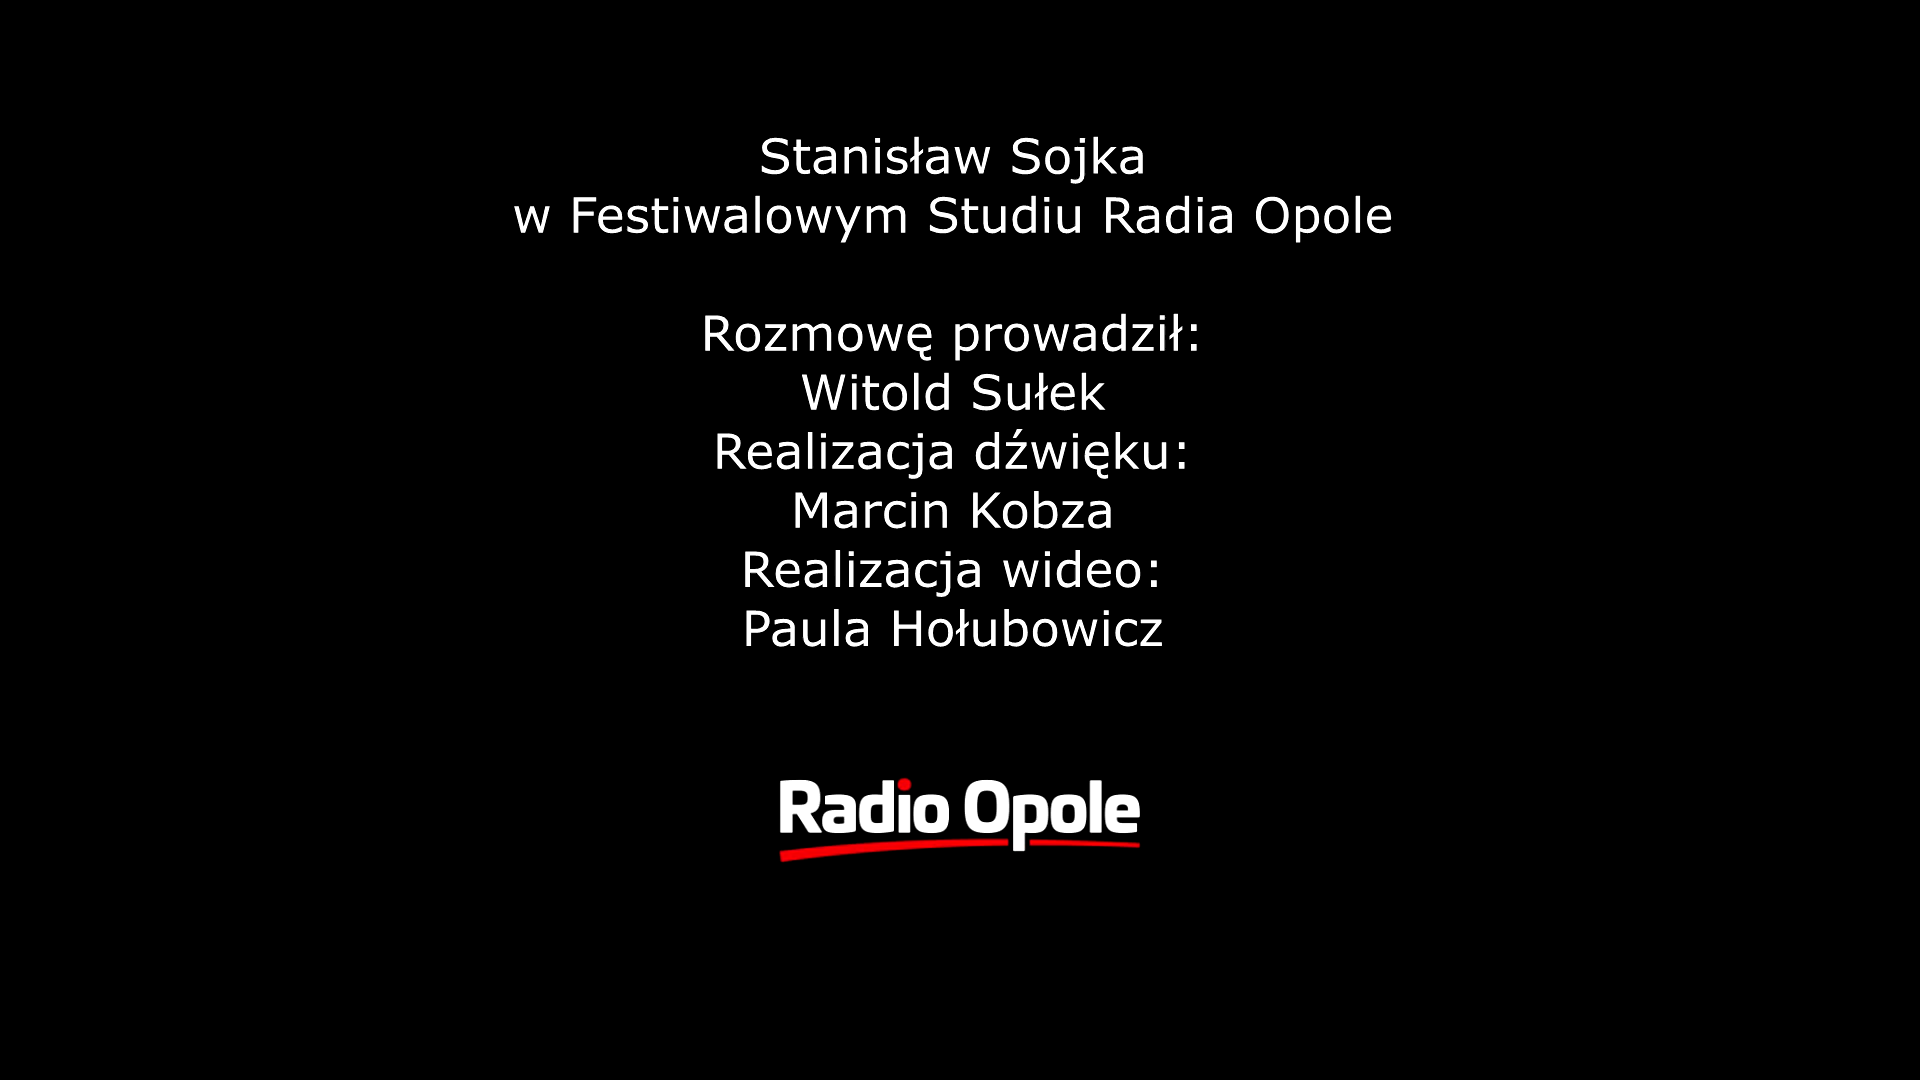 Stanisław Sojka
w Festiwalowym Studiu Radia Opole
Rozmowę prowadził:
Witold Sułek
Realizacja dźwięku:
Marcin Kobza
Realizacja wideo:
Paula Hołubowicz
Radio Opole